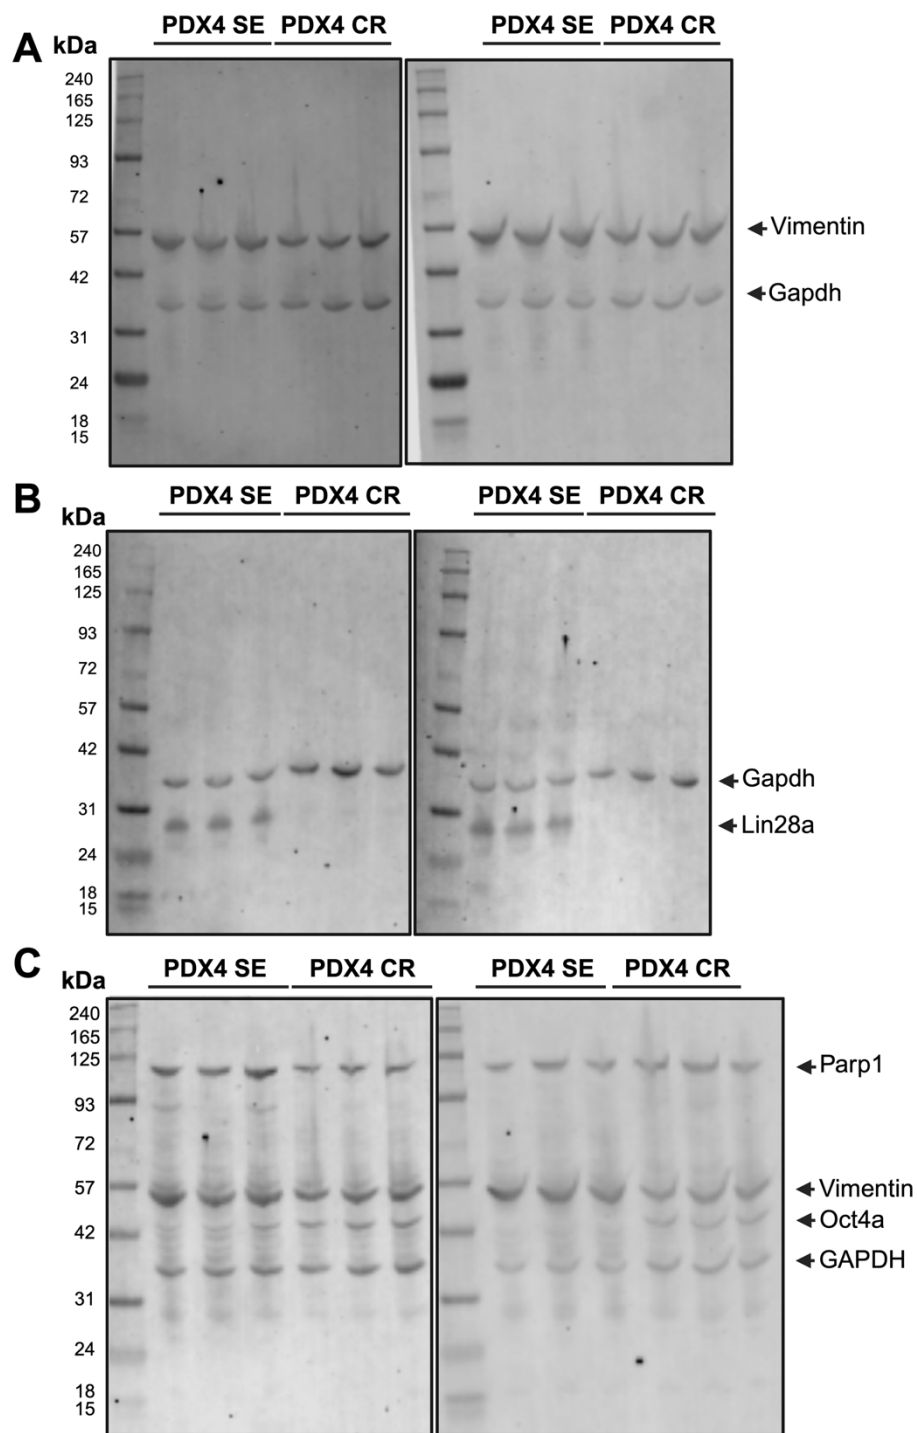 A
kDa
PDX4 SE PDX4 CR
PDX4 SE PDX4 CR
240
165
125
93
72
57
42
31
24
18
15
Vimentin
Gapdh
B
kDa
PDX4 SE PDX4 CR
PDX4 SE PDX4 CR
240
165
125
93
72
57
42
31
24
18
15
Gapdh
Lin28a
C
kDa
PDX4 SE PDX4 CR
PDX4 SE PDX4 CR
240
165
125
93
72
57
42
31
24
18
15
Parp1
Vimentin
Oct4a
GAPDH